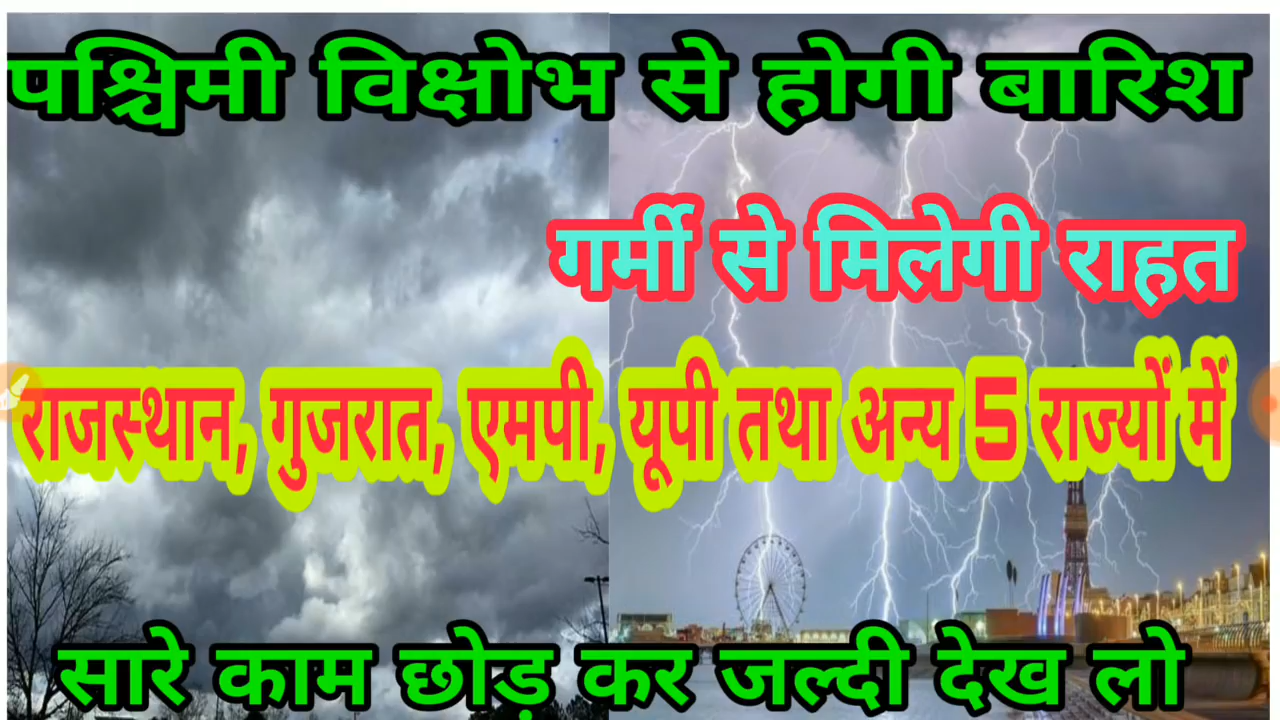 पश्चिमी विक्षोभ से होगी बारिश
गर्मी से मिलेगी राहत
राजस्थान, गुजरात, एमपी, यूपी तथा अन्य 5 राज्यों में
सारे काम छोड़ कर जल्दी देख लो